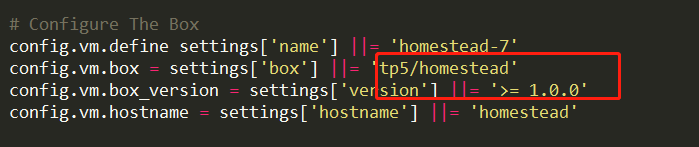 # Configure The Box
config.vm.define settings['name'] ||= 'homestead-7'
config.vm.box = settings['box'] ||= 'tp5/homestead'
config.vm.box_version = settings['version'] ||= '>= 1.0.0'
config.vm.hostname = settings['hostname'] ||= 'homestead'